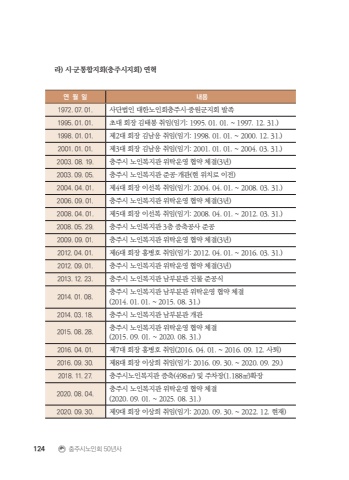 라) 시·군통합지회(충주시지회) 연혁
연 월 일 내용
1972. 07. 01. 사단법인 대한노인회충주시·중원군지회 발족
1995. 01. 01. 초대 회장 김태봉 취임(임기: 1995. 01. 01. ~ 1997. 12. 31.)
1998. 01. 01. 제2대 회장 김남응 취임(임기: 1998. 01. 01. ~ 2000. 12. 31.)
2001. 01. 01. 제3대 회장 김남응 취임(임기: 2001. 01. 01. ~ 2004. 03. 31.)
2003. 08. 19. 충주시 노인복지관 위탁운영 협약 체결(3년)
2003. 09. 05. 충주시 노인복지관 준공·개관(현 위치로 이전)
2004. 04. 01. 제4대 회장 이선록 취임(임기: 2004. 04. 01. ~ 2008. 03. 31.)
2006. 09. 01. 충주시 노인복지관 위탁운영 협약 체결(3년)
2008. 04. 01. 제5대 회장 이선록 취임(임기: 2008. 04. 01. ~ 2012. 03. 31.)
2008. 05. 29. 충주시 노인복지관 3층 증축공사 준공
2009. 09. 01. 충주시 노인복지관 위탁운영 협약 체결(3년)
2012. 04. 01. 제6대 회장 홍병호 취임(임기: 2012. 04. 01. ~ 2016. 03. 31.)
2012. 09. 01. 충주시 노인복지관 위탁운영 협약 체결(3년)
2013. 12. 23. 충주시 노인복지관 남부분관 건물 준공식
2014. 01. 08. 충주시 노인복지관 남부분관 위탁운영 협약 체결
(2014. 01. 01. ~ 2015. 08. 31.)
2014. 03. 18. 충주시 노인복지관 남부분관 개관
2015. 08. 28. 충주시 노인복지관 위탁운영 협약 체결
(2015. 09. 01. ~ 2020. 08. 31.)
2016. 04. 01. 제7대 회장 홍병호 취임(2016. 04. 01. ~ 2016. 09. 12. 사퇴)
2016. 09. 30. 제8대 회장 이상희 취임(임기: 2016. 09. 30. ~ 2020. 09. 29.)
2018. 11. 27. 충주시노인복지관 증축(498㎡) 및 주차장(1,188㎡)확장
2020. 08. 04. 충주시 노인복지관 위탁운영 협약 체결
(2020. 09. 01. ~ 2025. 08. 31.)
2020. 09. 30. 제9대 회장 이상희 취임(임기: 2020. 09. 30. ~ 2022. 12. 현재)
124 충주시노인회 50년사